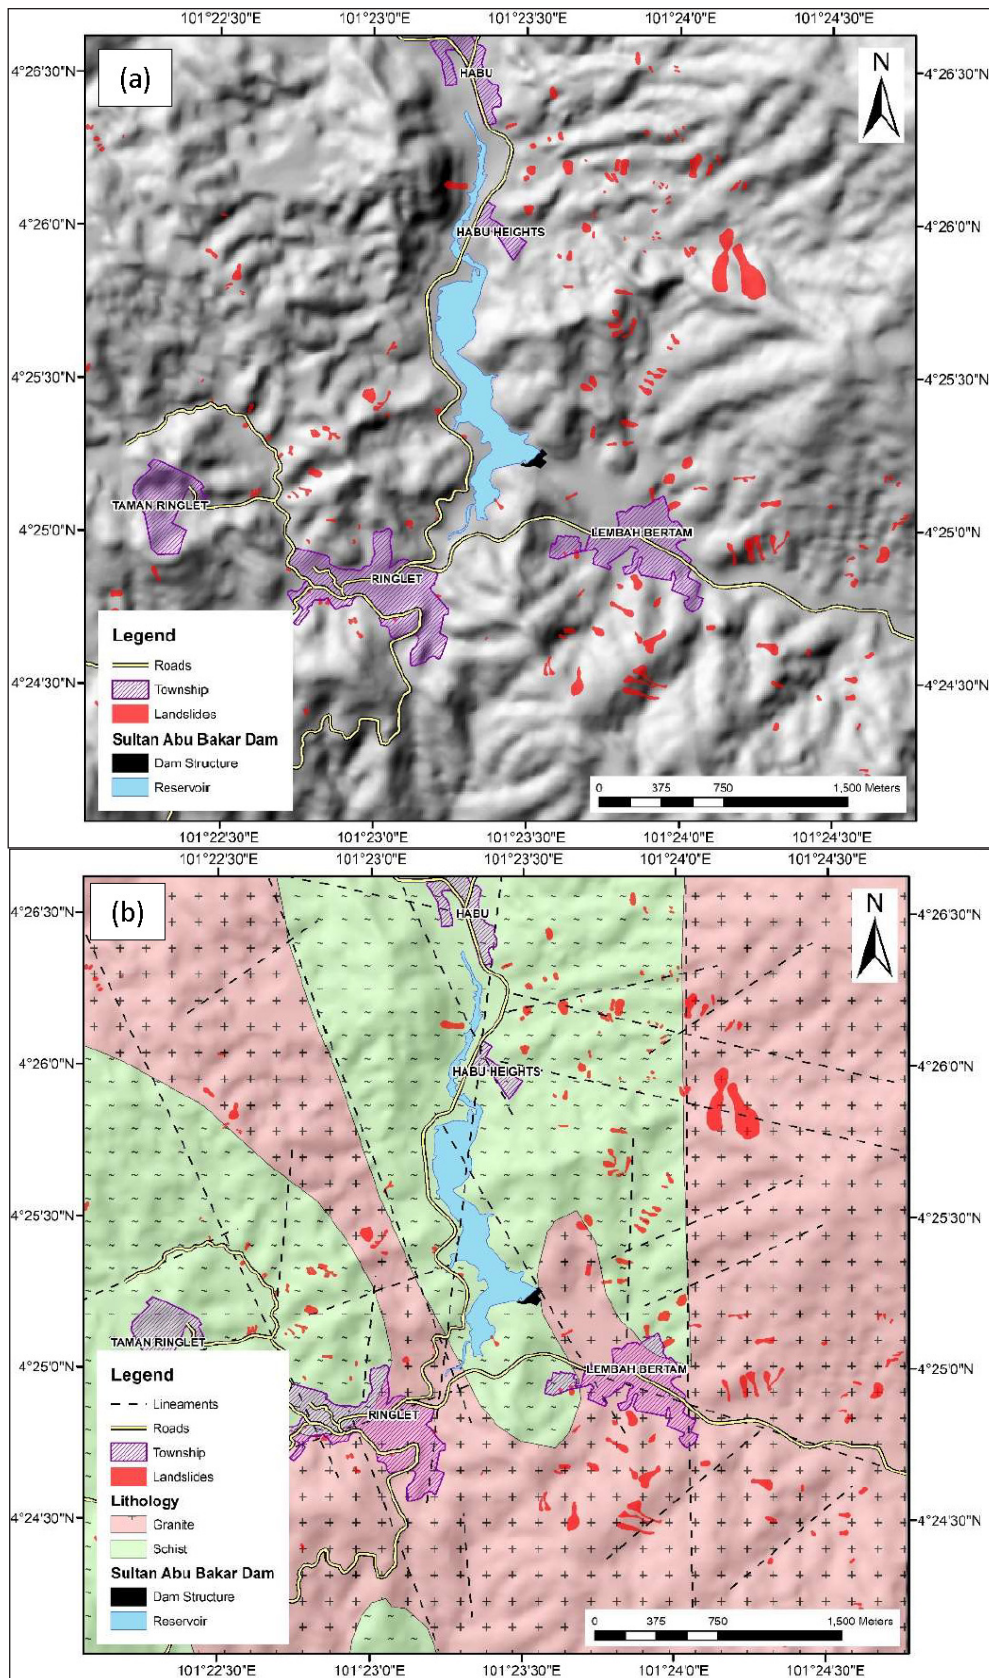 101°22'30"E 101°23'0"E 101°23'30"E 101°24'0"E 101°24'30"E
(a)
N
4°26'30"N 4°26'30"N
HABU
4°26'0"N 4°26'0"N
HABU HEIGHTS
4°25'30"N 4°25'30"N
TAMAN RINGLET
4°25'0"N 4°25'0"N
LEMBAH BERTAM
RINGLET
Legend
Roads
Township
Landslides
Sultan Abu Bakar Dam
Dam Structure
Reservoir
4°24'30"N 4°24'30"N
0 375 750 1,500 Meters
101°22'30"E 101°23'0"E 101°23'30"E 101°24'0"E 101°24'30"E
101°22'30"E 101°23'0"E 101°23'30"E 101°24'0"E 101°24'30"E
(b)
N
4°26'30"N 4°26'30"N
HABU
4°26'0"N 4°26'0"N
HABU HEIGHTS
4°25'30"N 4°25'30"N
TAMAN RINGLET
4°25'0"N 4°25'0"N
LEMBAH BERTAM
RINGLET
Legend
Lineaments
Roads
Township
Landslides
Lithology
Granite
Schist
Sultan Abu Bakar Dam
Dam Structure
Reservoir
4°24'30"N 4°24'30"N
0 375 750 1,500 Meters
101°22'30"E 101°23'0"E 101°23'30"E 101°24'0"E 101°24'30"E